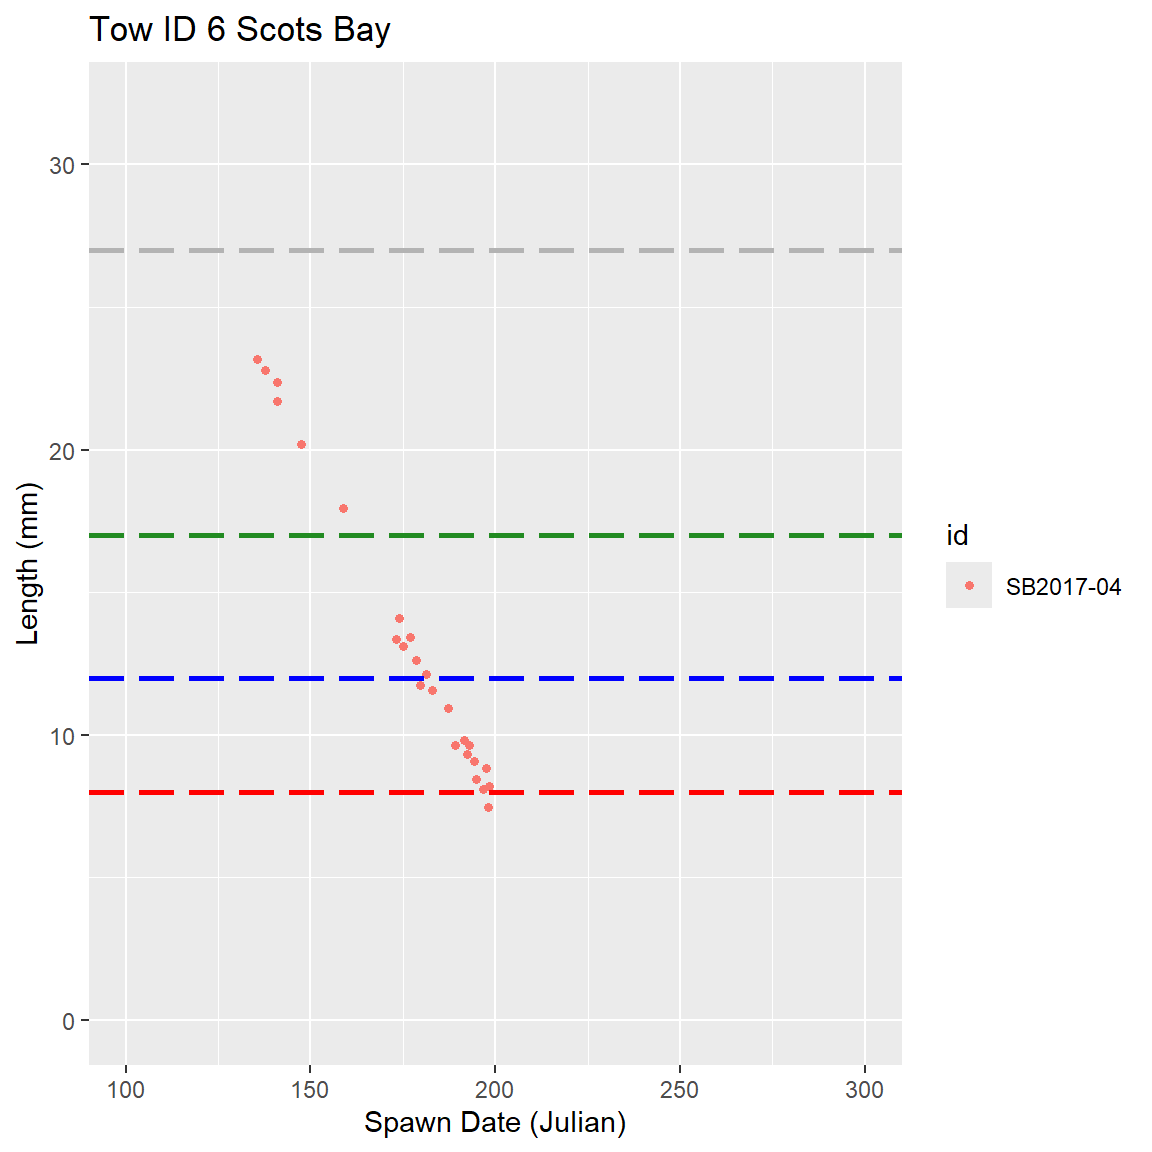 Tow ID 6 Scots Bay
30
20
10
0
Length (mm)
100 150 200 250 300
Spawn Date (Julian)
id
SB2017-04